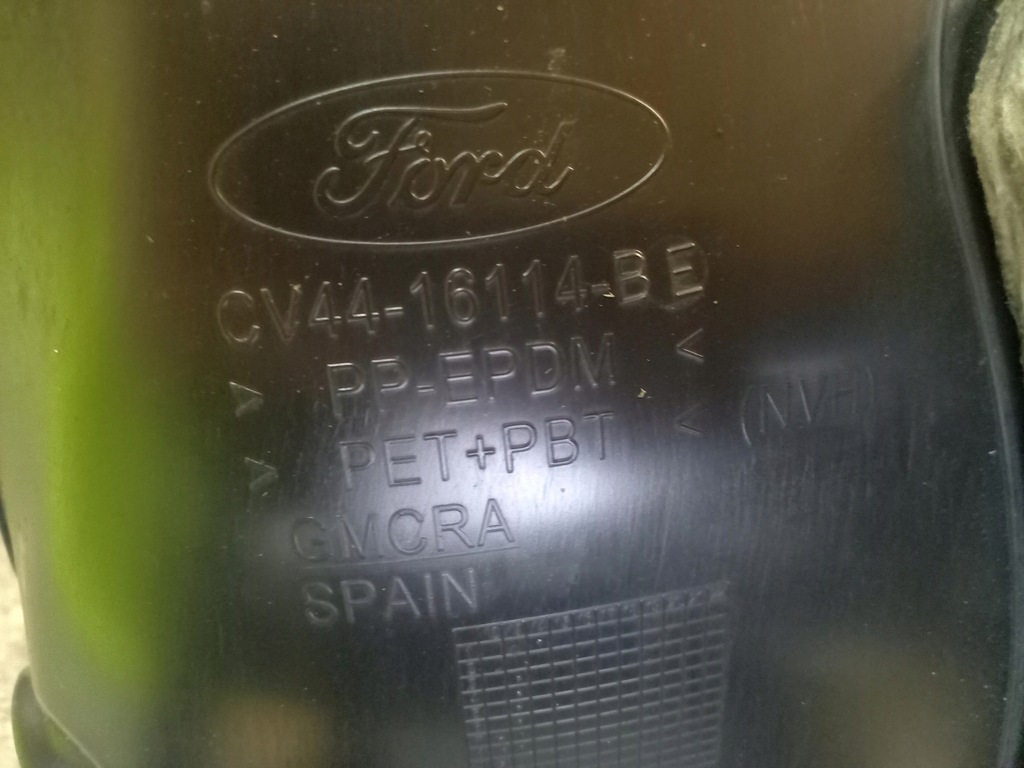 Ford
CV44-16114-BE
> PP-EPDM <
> PET+PBT < (NVH)
GMCRA
SPAIN